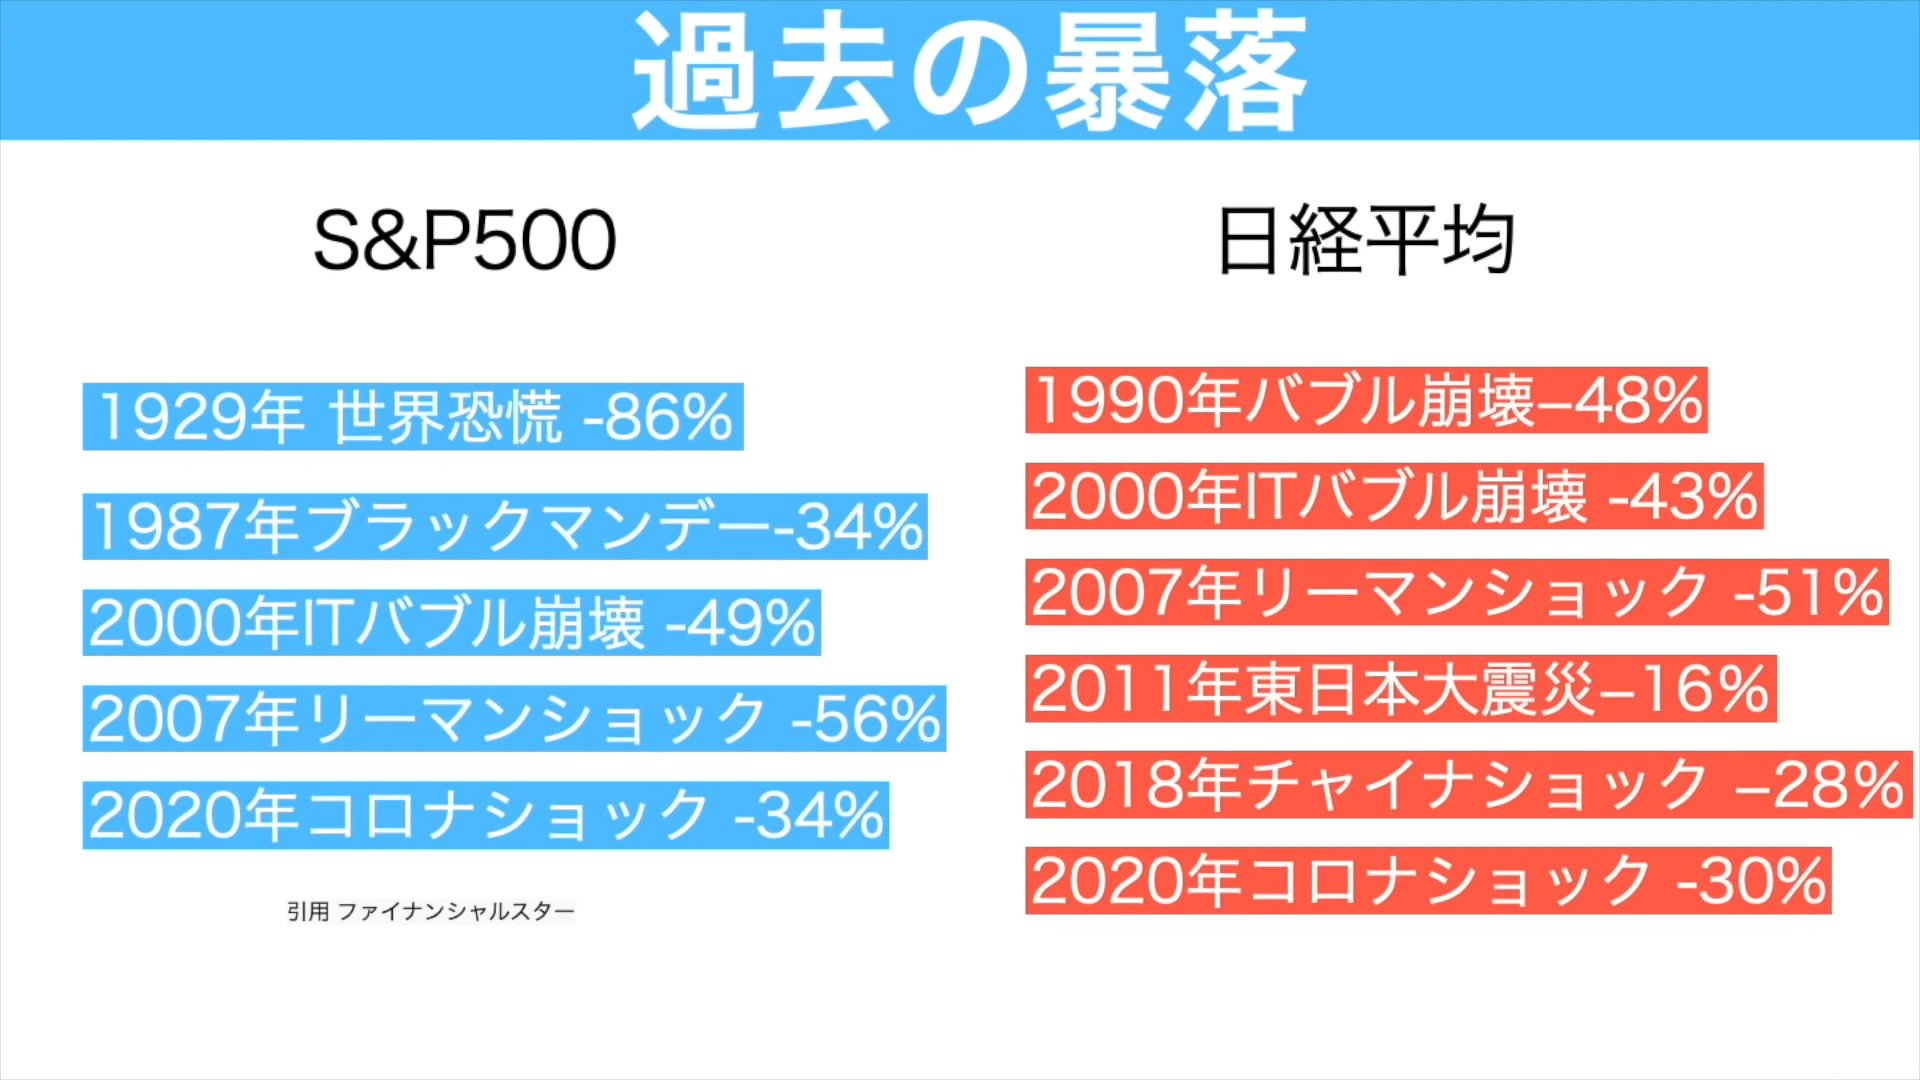 過去の暴落
S&P500
1929年 世界恐慌 -86%
1987年ブラックマンデー-34%
2000年ITバブル崩壊 -49%
2007年リーマンショック -56%
2020年コロナショック -34%
引用 ファイナンシャルスター
日経平均
1990年バブル崩壊–48%
2000年ITバブル崩壊 -43%
2007年リーマンショック -51%
2011年東日本大震災–16%
2018年チャイナショック –28%
2020年コロナショック -30%